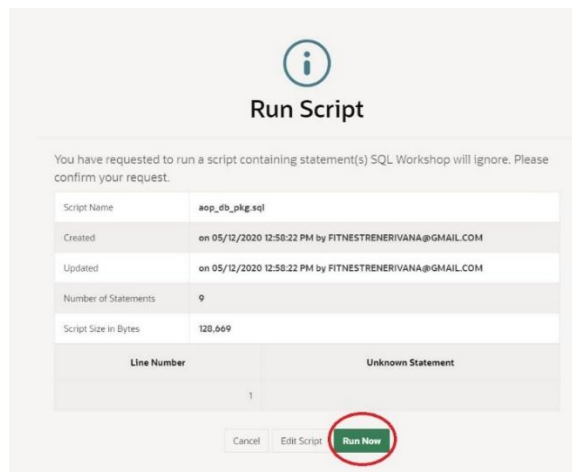 Run Script
You have requested to run a script containing statement(s) SQL Workshop will ignore. Please
confirm your request.
Script Name aop_db_pkg.sql
Created on 05/12/2020 12:58:22 PM by FITNESTRENERIVANA@GMAIL.COM
Updated on 05/12/2020 12:58:22 PM by FITNESTRENERIVANA@GMAIL.COM
Number of Statements 9
Script Size in Bytes 128,669
Line Number Unknown Statement
1
Cancel Edit Script Run Now